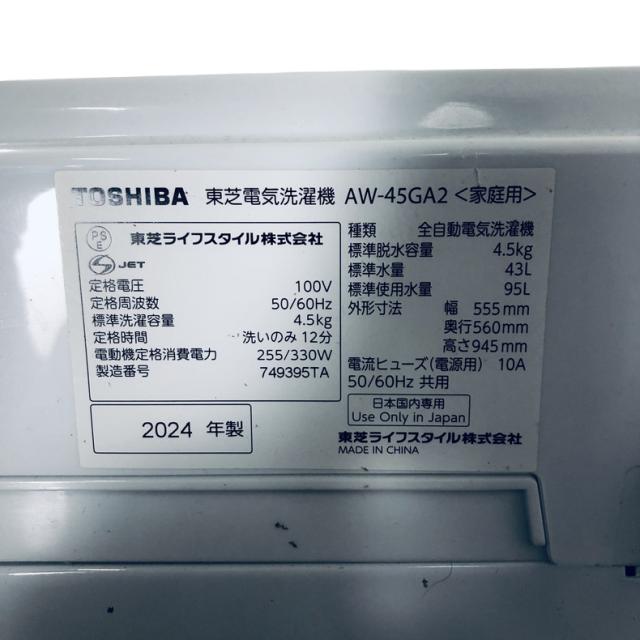 TOSHIBA 東芝電気洗濯機 AW-45GA2 <家庭用>
PS E 東芝ライフスタイル株式会社
S JET
定格電圧 100V
定格周波数 50/60Hz
標準洗濯容量 4.5kg
定格時間 洗いのみ 12分
電動機定格消費電力 255/330W
製造番号 749395TA
2024 年製
種類 全自動電気洗濯機
標準脱水容量 4.5kg
標準水量 43L
標準使用水量 95L
外形寸法 幅 555mm
奥行560mm
高さ945mm
電流ヒューズ(電源用) 10A
50/60Hz 共用
日本国内専用
Use Only in Japan
東芝ライフスタイル株式会社
MADE IN CHINA